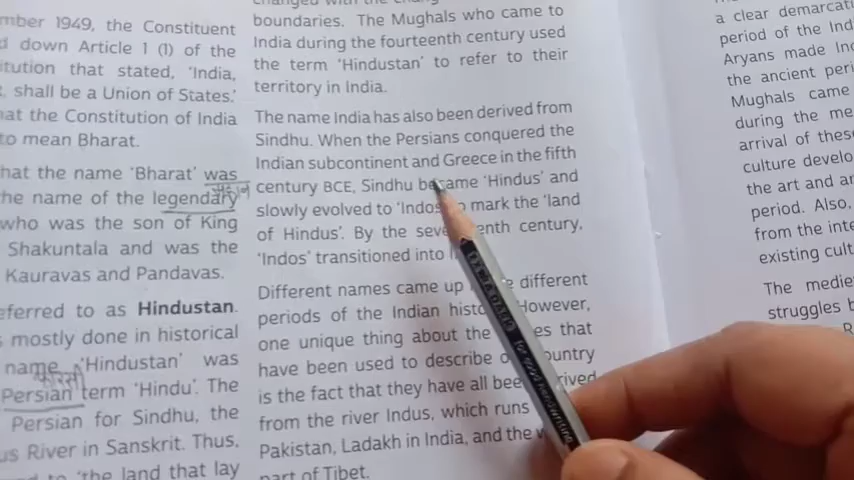 mber 1949, the Constituent
d down Article 1 (1) of the
itution that stated, 'India,
, shall be a Union of States.'
at the Constitution of India
to mean Bharat.
hat the name 'Bharat' was
he name of the legendary
who was the son of King
Shakuntala and was the
Kauravas and Pandavas.
eferred to as Hindustan.
s mostly done in historical
name 'Hindustan' was
फारसी
Persian term 'Hindu'. The
Persian for Sindhu, the
us River in Sanskrit. Thus,
to 'the land that lay
boundaries. The Mughals who came to
India during the fourteenth century used
the term 'Hindustan' to refer to their
territory in India.
The name India has also been derived from
Sindhu. When the Persians conquered the
Indian subcontinent and Greece in the fifth
century BCE, Sindhu became 'Hindus' and
slowly evolved to 'Indos' to mark the 'land
of Hindus'. By the seventh century,
'Indos' transitioned into
Different names came up different
periods of the Indian However,
one unique thing about the that
have been used to describe country
is the fact that they have all been derived
from the river Indus, which runs
Pakistan, Ladakh in India, and the
part of Tibet.
a clear demarcati
period of the Ind
Aryans made Ind
the ancient peri
Mughals came
during the me
arrival of these
culture develo
the art and ar
period. Also,
from the inte
existing cult
The medie
struggles b